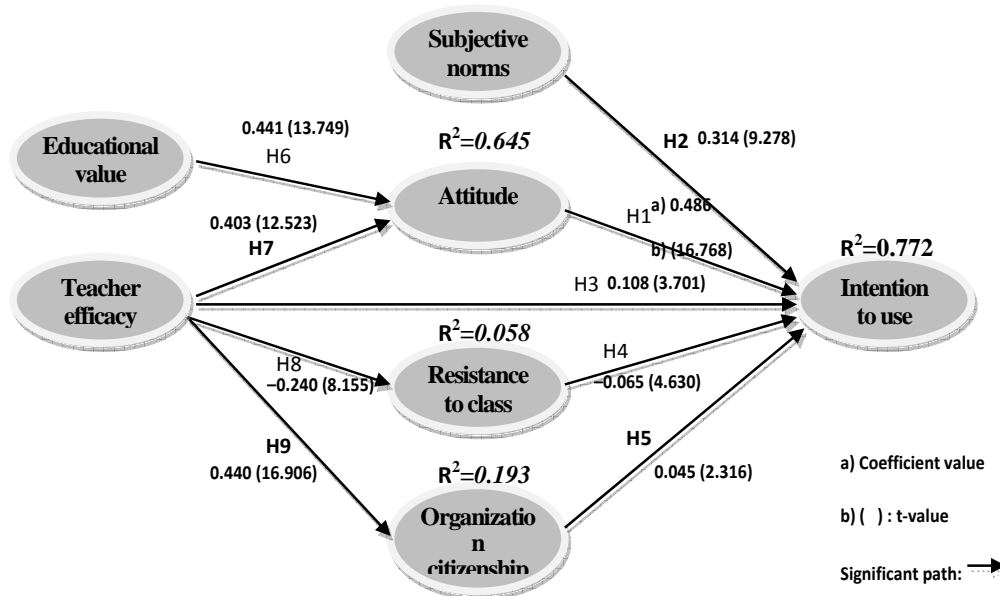 Subjective
norms
0.441 (13.749)
H6
R²=0.645
H2 0.314 (9.278)
Educational
value
Attitude
H1 a) 0.486
b) (16.768)
0.403 (12.523)
H7
R²=0.772
Teacher
efficacy
H3 0.108 (3.701)
Intention
to use
R²=0.058
H8
−0.240 (8.155)
Resistance
to class
H4
−0.065 (4.630)
H9
0.440 (16.906)
H5
0.045 (2.316)
R²=0.193
Organizatio
n
citizenship
a) Coefficient value
b) ( ) : t-value
Significant path: